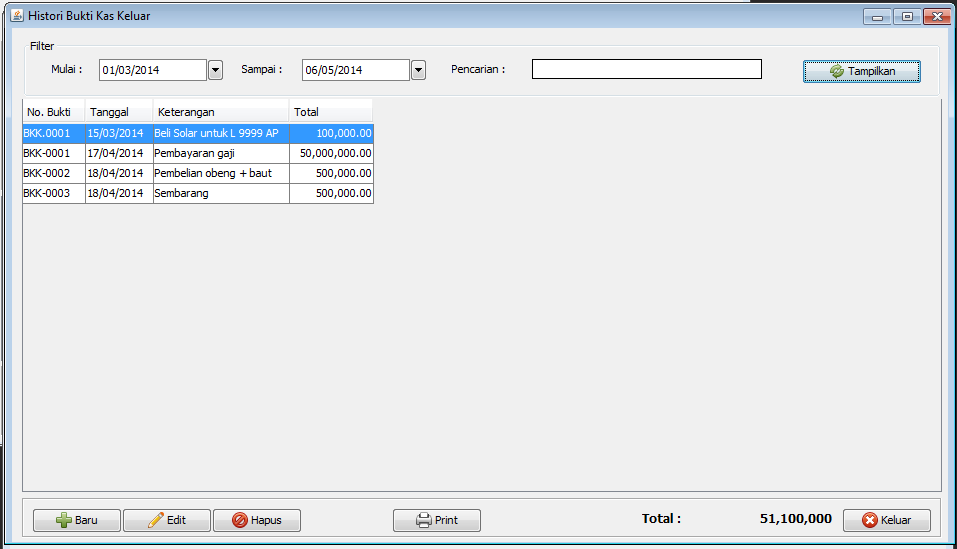 Histori Bukti Kas Keluar
Filter
Mulai : 01/03/2014 Sampai : 06/05/2014 Pencarian : Tampilkan
No. Bukti Tanggal Keterangan Total
BKK.0001 15/03/2014 Beli Solar untuk L 9999 AP 100,000.00
BKK-0001 17/04/2014 Pembayaran gaji 50,000,000.00
BKK-0002 18/04/2014 Pembelian obeng + baut 500,000.00
BKK-0003 18/04/2014 Sembarang 500,000.00
Baru Edit Hapus Print Total : 51,100,000 Keluar